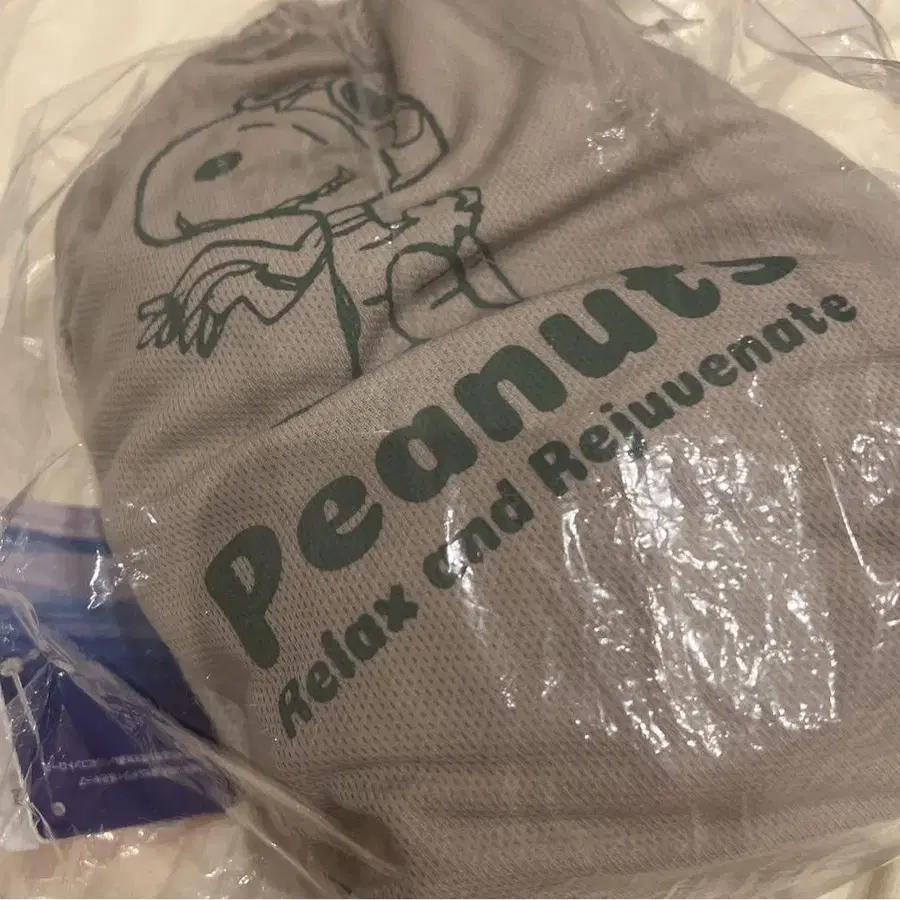 Peanuts
Relax and Rejuvenate